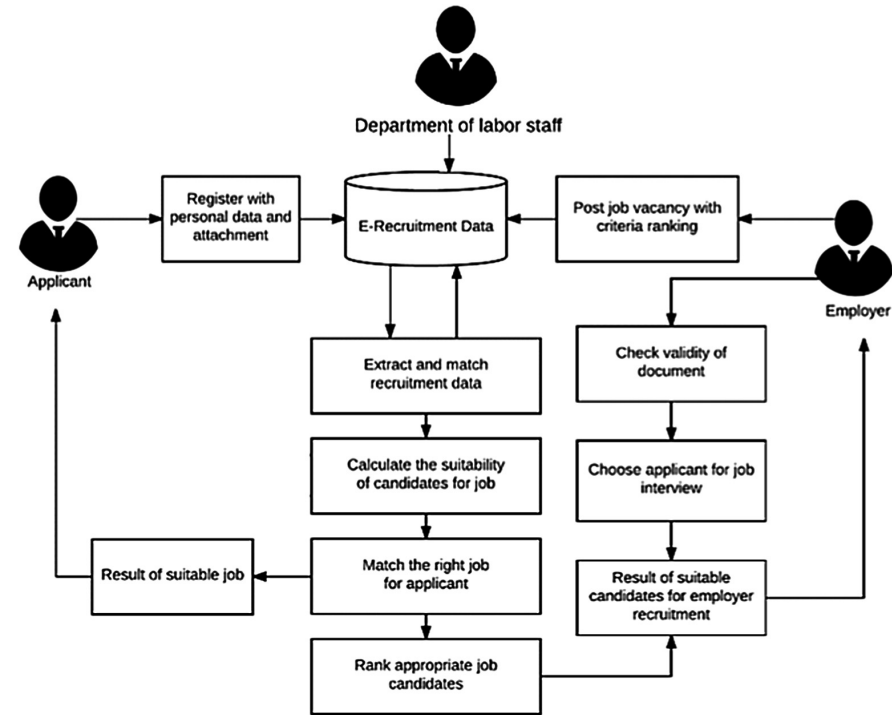 Department of labor staff
Register with
personal data and
attachment
E-Recruitment Data
Post job vacancy with
criteria ranking
Applicant
Employer
Extract and match
recruitment data
Check validity of
document
Calculate the suitability
of candidates for job
Choose applicant for job
interview
Result of suitable job
Match the right job
for applicant
Result of suitable
candidates for employer
recruitment
Rank appropriate job
candidates